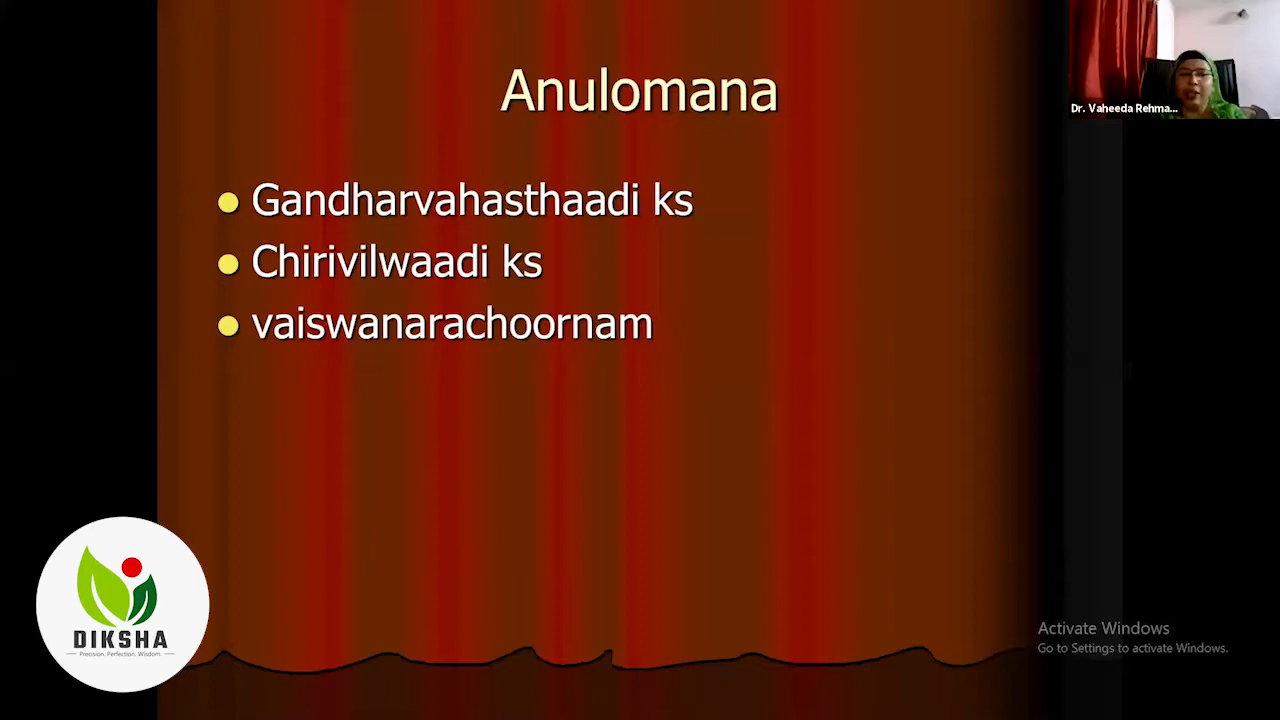 Anulomana
Dr. Vaheeda Rehma...
Gandharvahasthaadi ks
Chirivilwaadi ks
vaiswanarachoornam
DIKSHA
Precision. Perfection. Wisdom.
Activate Windows
Go to Settings to activate Windows.